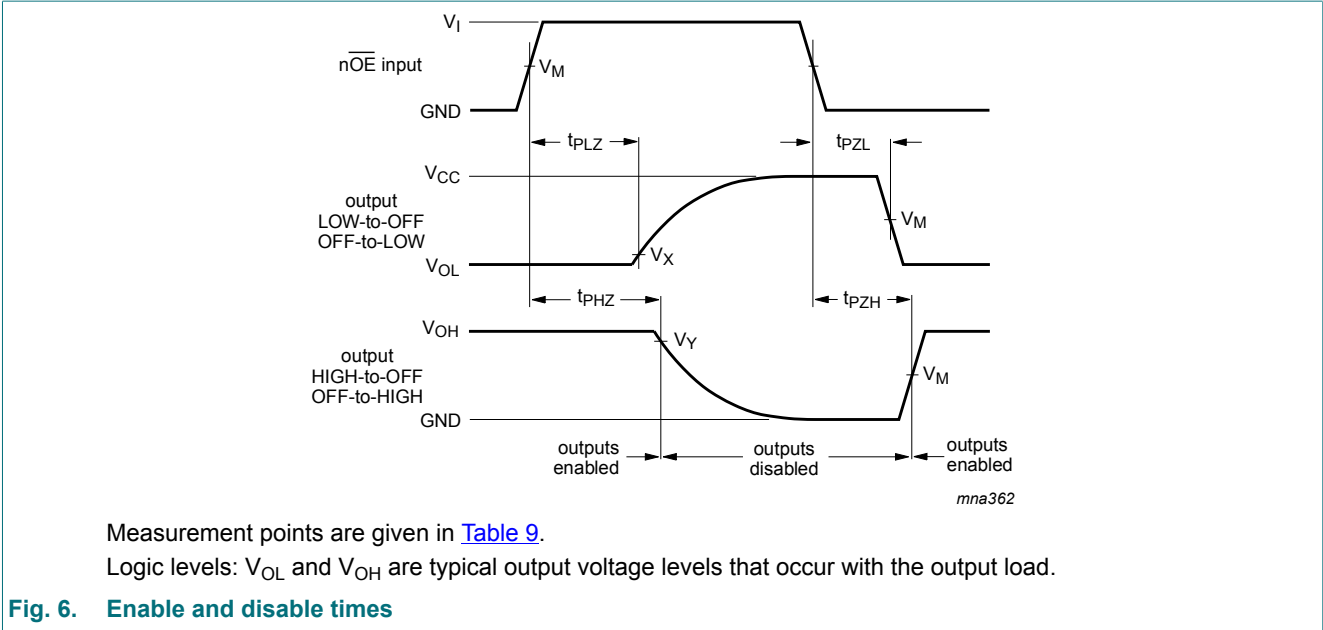 V_I
nO̅E̅ input
V_M
GND
t_PLZ
t_PZL
V_CC
output
LOW-to-OFF
OFF-to-LOW
V_M
V_X
V_OL
t_PHZ
t_PZH
V_OH
output
HIGH-to-OFF
OFF-to-HIGH
V_Y
V_M
GND
outputs
enabled
outputs
disabled
outputs
enabled
mna362
Measurement points are given in Table 9.
Logic levels: V_OL and V_OH are typical output voltage levels that occur with the output load.
Fig. 6. Enable and disable times